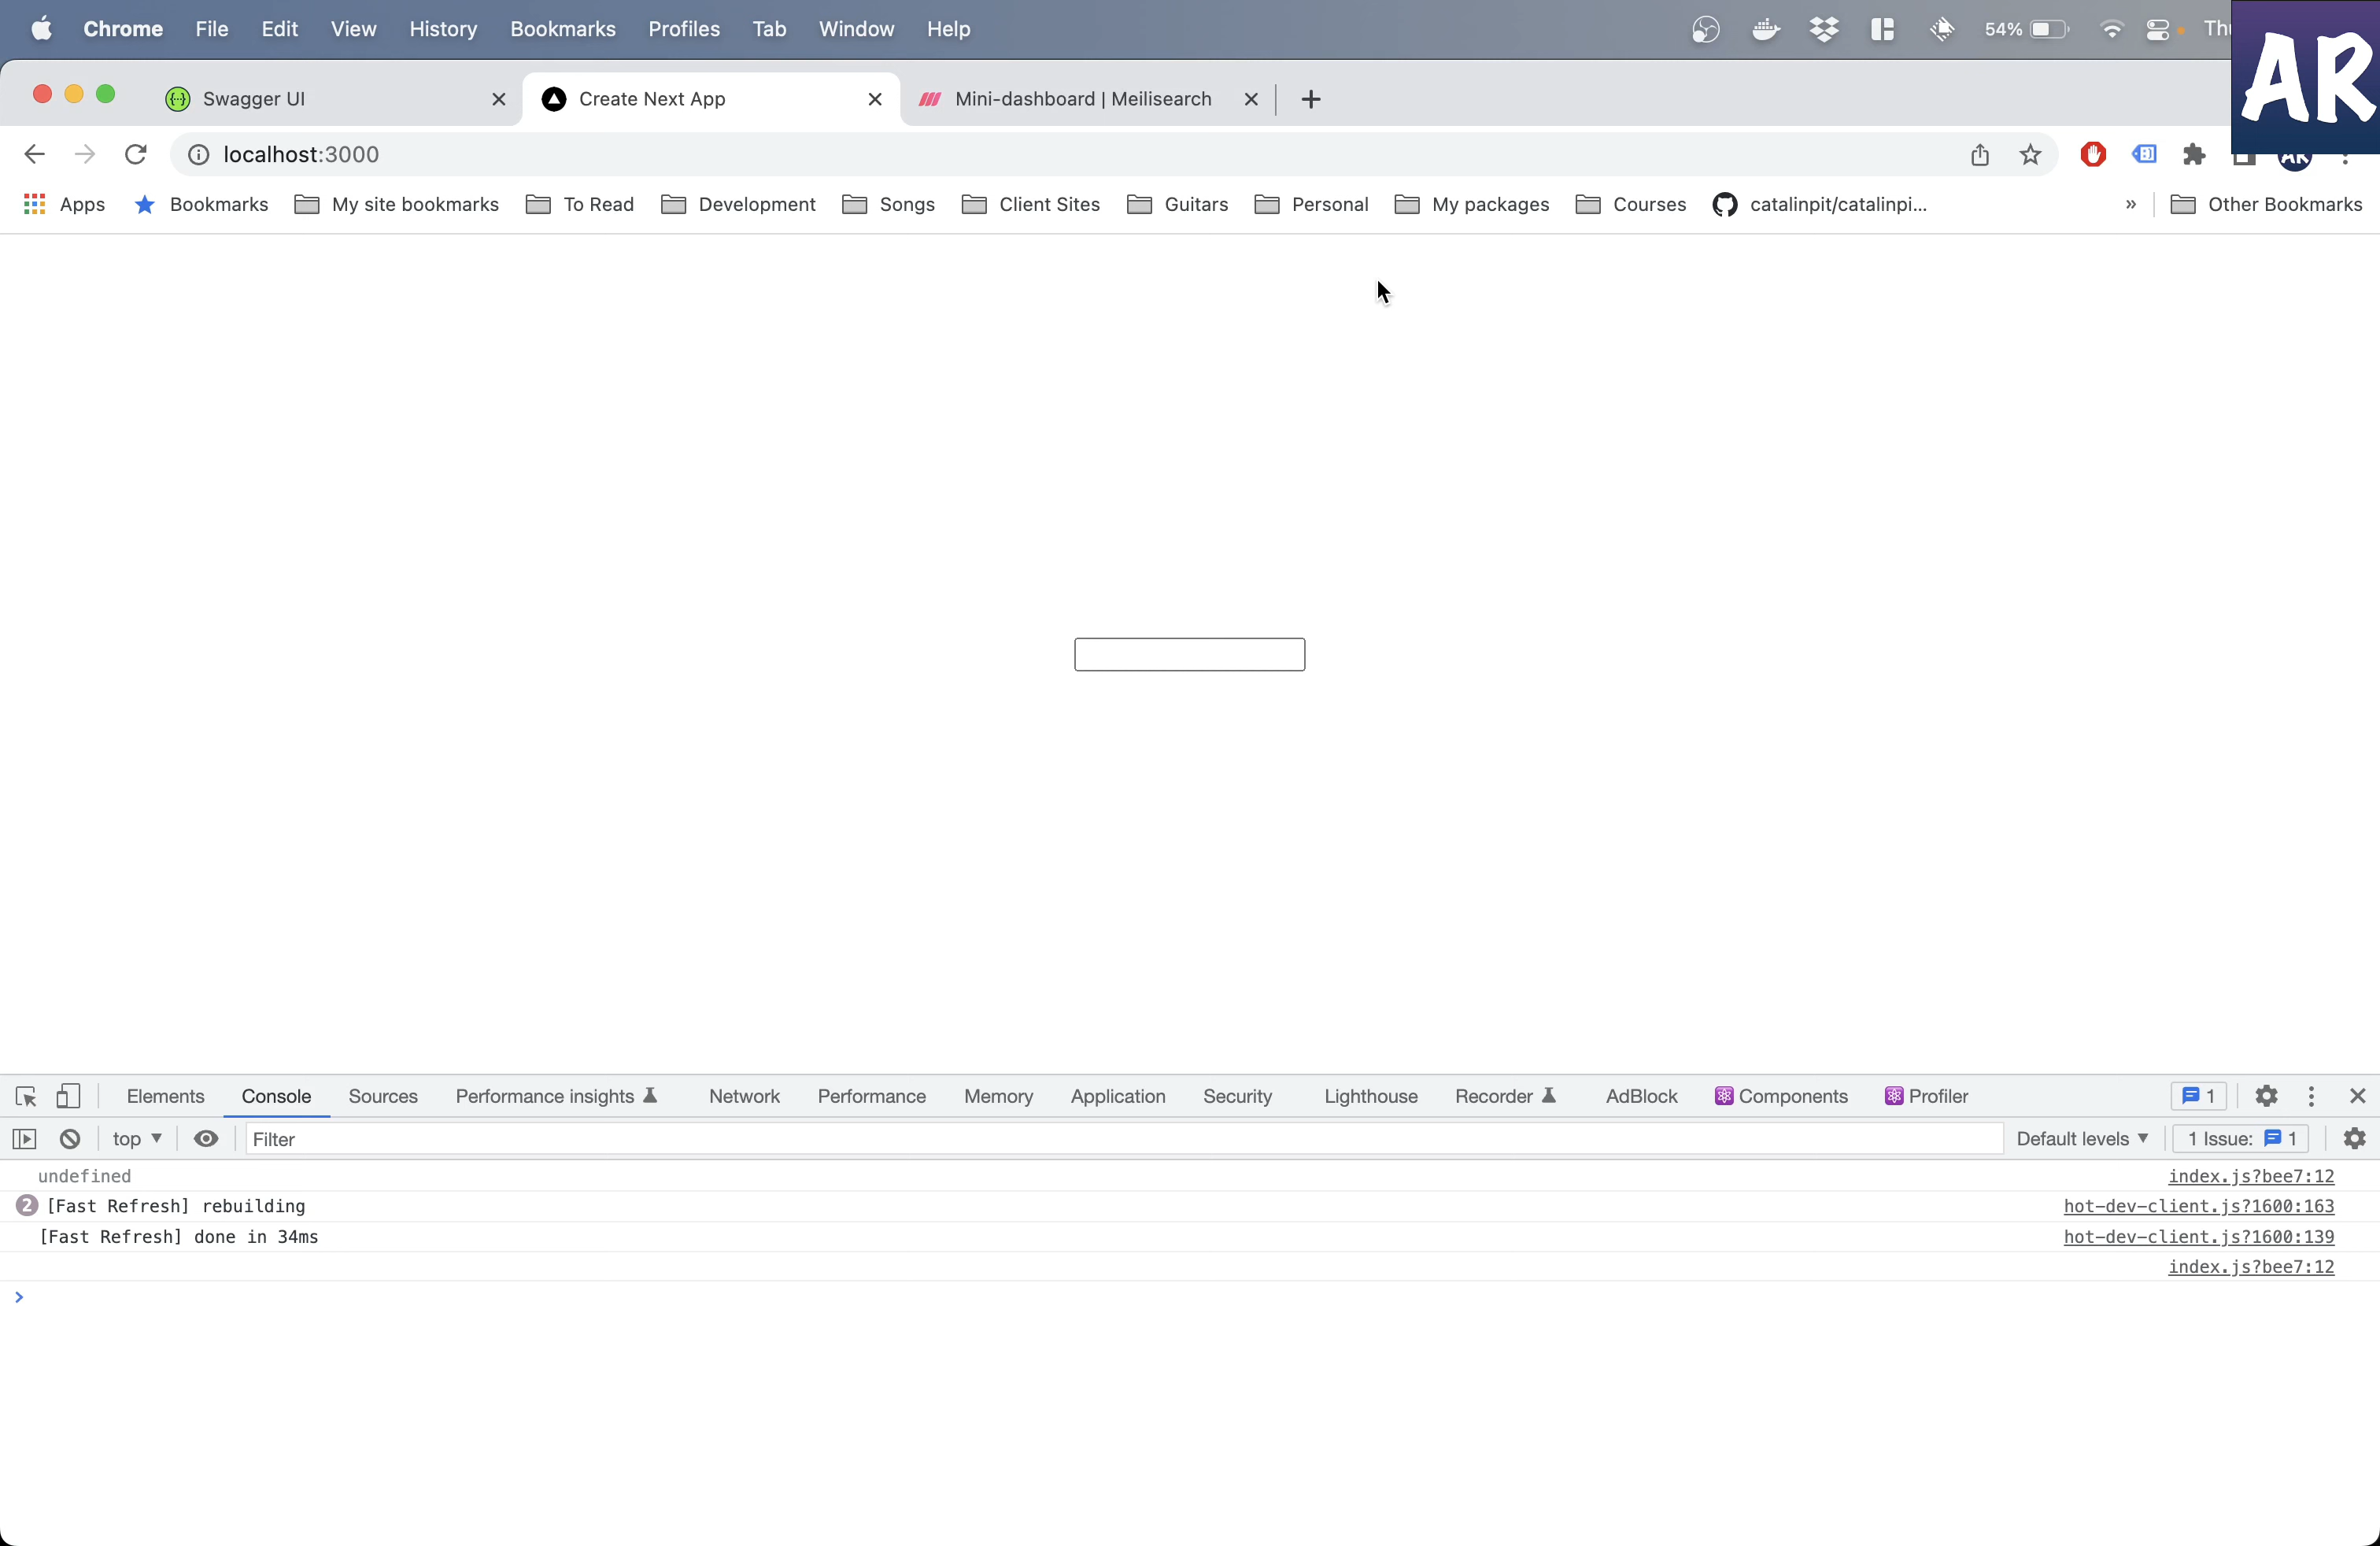 Chrome File Edit View History Bookmarks Profiles Tab Window Help 54% Thu
AR
Swagger UI Create Next App Mini-dashboard | Meilisearch
localhost:3000
AR
Apps Bookmarks My site bookmarks To Read Development Songs Client Sites Guitars Personal My packages Courses catalinpit/catalinpi... » Other Bookmarks
Elements Console Sources Performance insights Network Performance Memory Application Security Lighthouse Recorder AdBlock Components Profiler 1
top Filter Default levels 1 Issue: 1
undefined index.js?bee7:12
2 [Fast Refresh] rebuilding hot-dev-client.js?1600:163
[Fast Refresh] done in 34ms hot-dev-client.js?1600:139
index.js?bee7:12